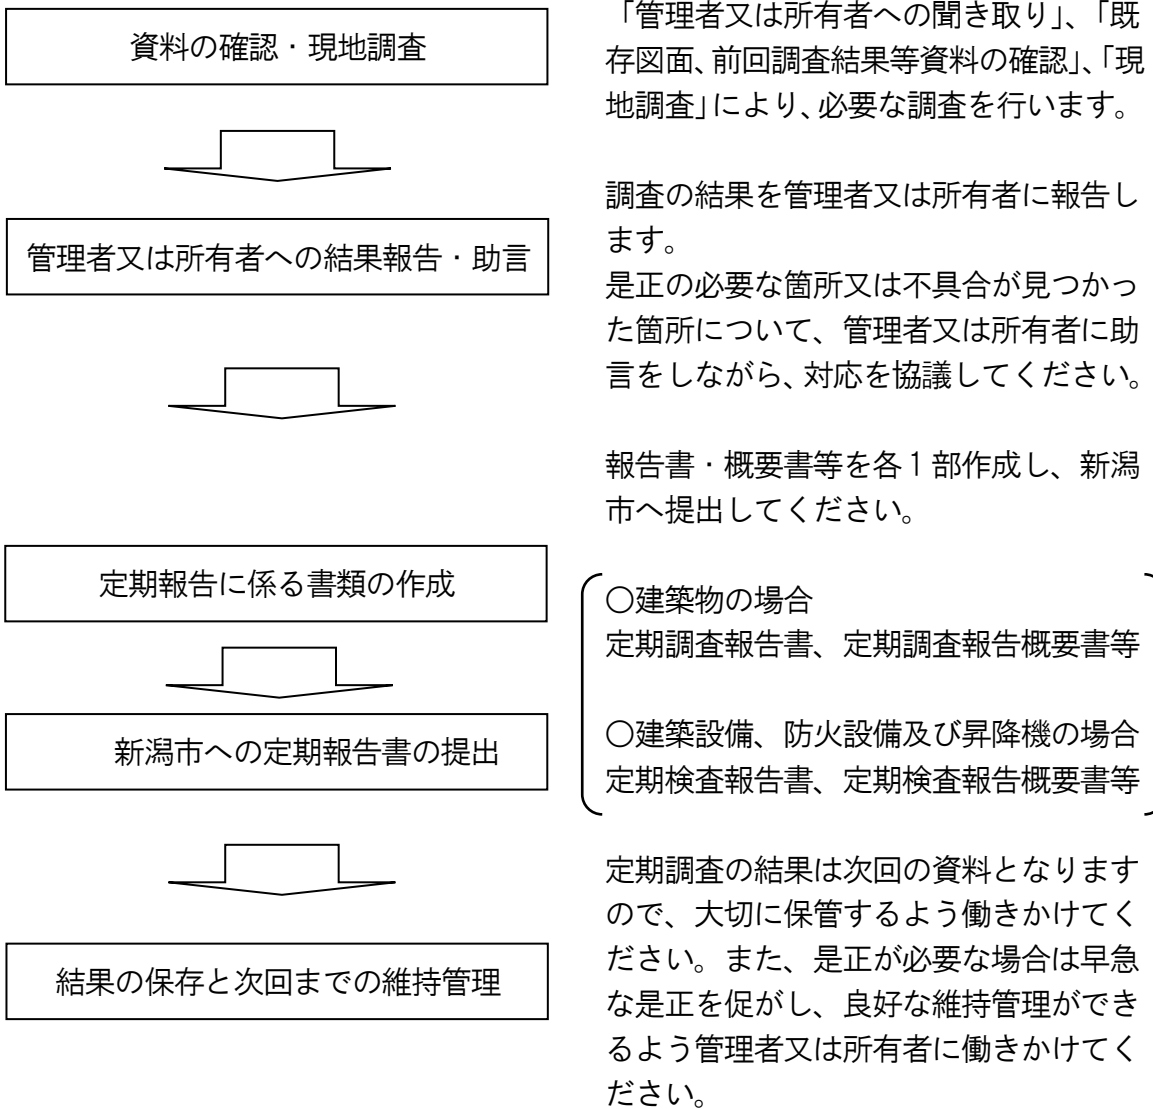 資料の確認・現地調査
「管理者又は所有者への聞き取り」、「既
存図面、前回調査結果等資料の確認」、「現
地調査」により、必要な調査を行います。
管理者又は所有者への結果報告・助言
調査の結果を管理者又は所有者に報告し
ます。
是正の必要な箇所又は不具合が見つかっ
た箇所について、管理者又は所有者に助
言をしながら、対応を協議してください。
定期報告に係る書類の作成
報告書・概要書等を各1部作成し、新潟
市へ提出してください。
〇建築物の場合
定期調査報告書、定期調査報告概要書等
新潟市への定期報告書の提出
〇建築設備、防火設備及び昇降機の場合
定期検査報告書、定期検査報告概要書等
結果の保存と次回までの維持管理
定期調査の結果は次回の資料となります
ので、大切に保管するよう働きかけてく
ださい。また、是正が必要な場合は早急
な是正を促がし、良好な維持管理ができ
るよう管理者又は所有者に働きかけてく
ださい。